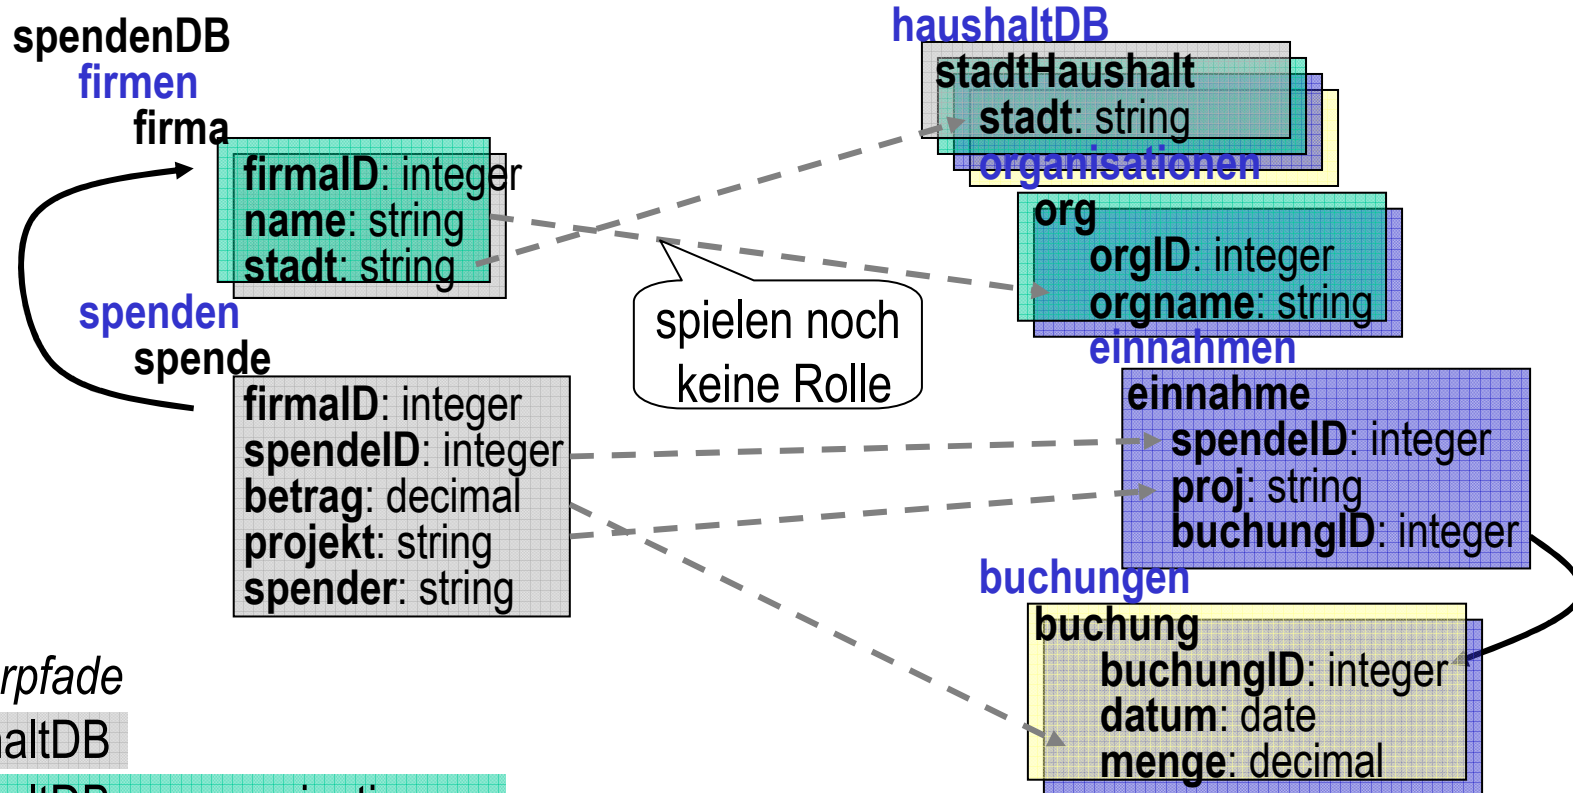 spendenDB
firmen
firma
firmaID: integer
name: string
stadt: string
spenden
spende
firmaID: integer
spendeID: integer
betrag: decimal
projekt: string
spender: string
spielen noch
keine Rolle
haushaltDB
stadtHaushalt
stadt: string
organisationen
org
orgID: integer
orgname: string
einnahmen
einnahme
spendeID: integer
proj: string
buchungID: integer
buchungen
buchung
buchungID: integer
datum: date
menge: decimal
rpfade
haltDB